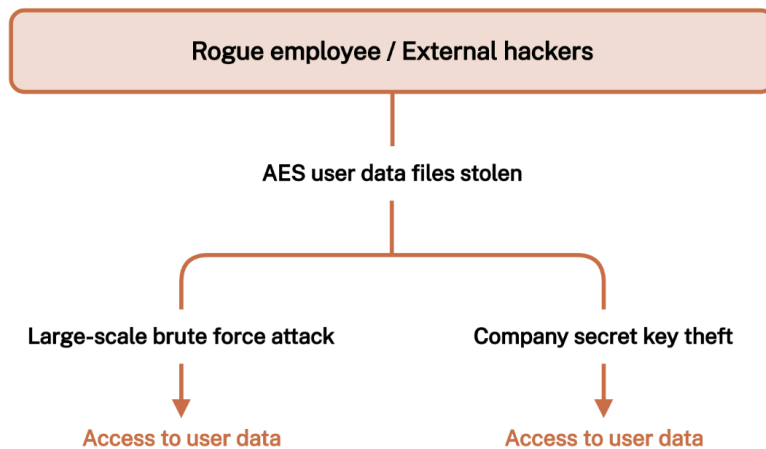 Rogue employee / External hackers
AES user data files stolen
Large-scale brute force attack
Company secret key theft
Access to user data
Access to user data